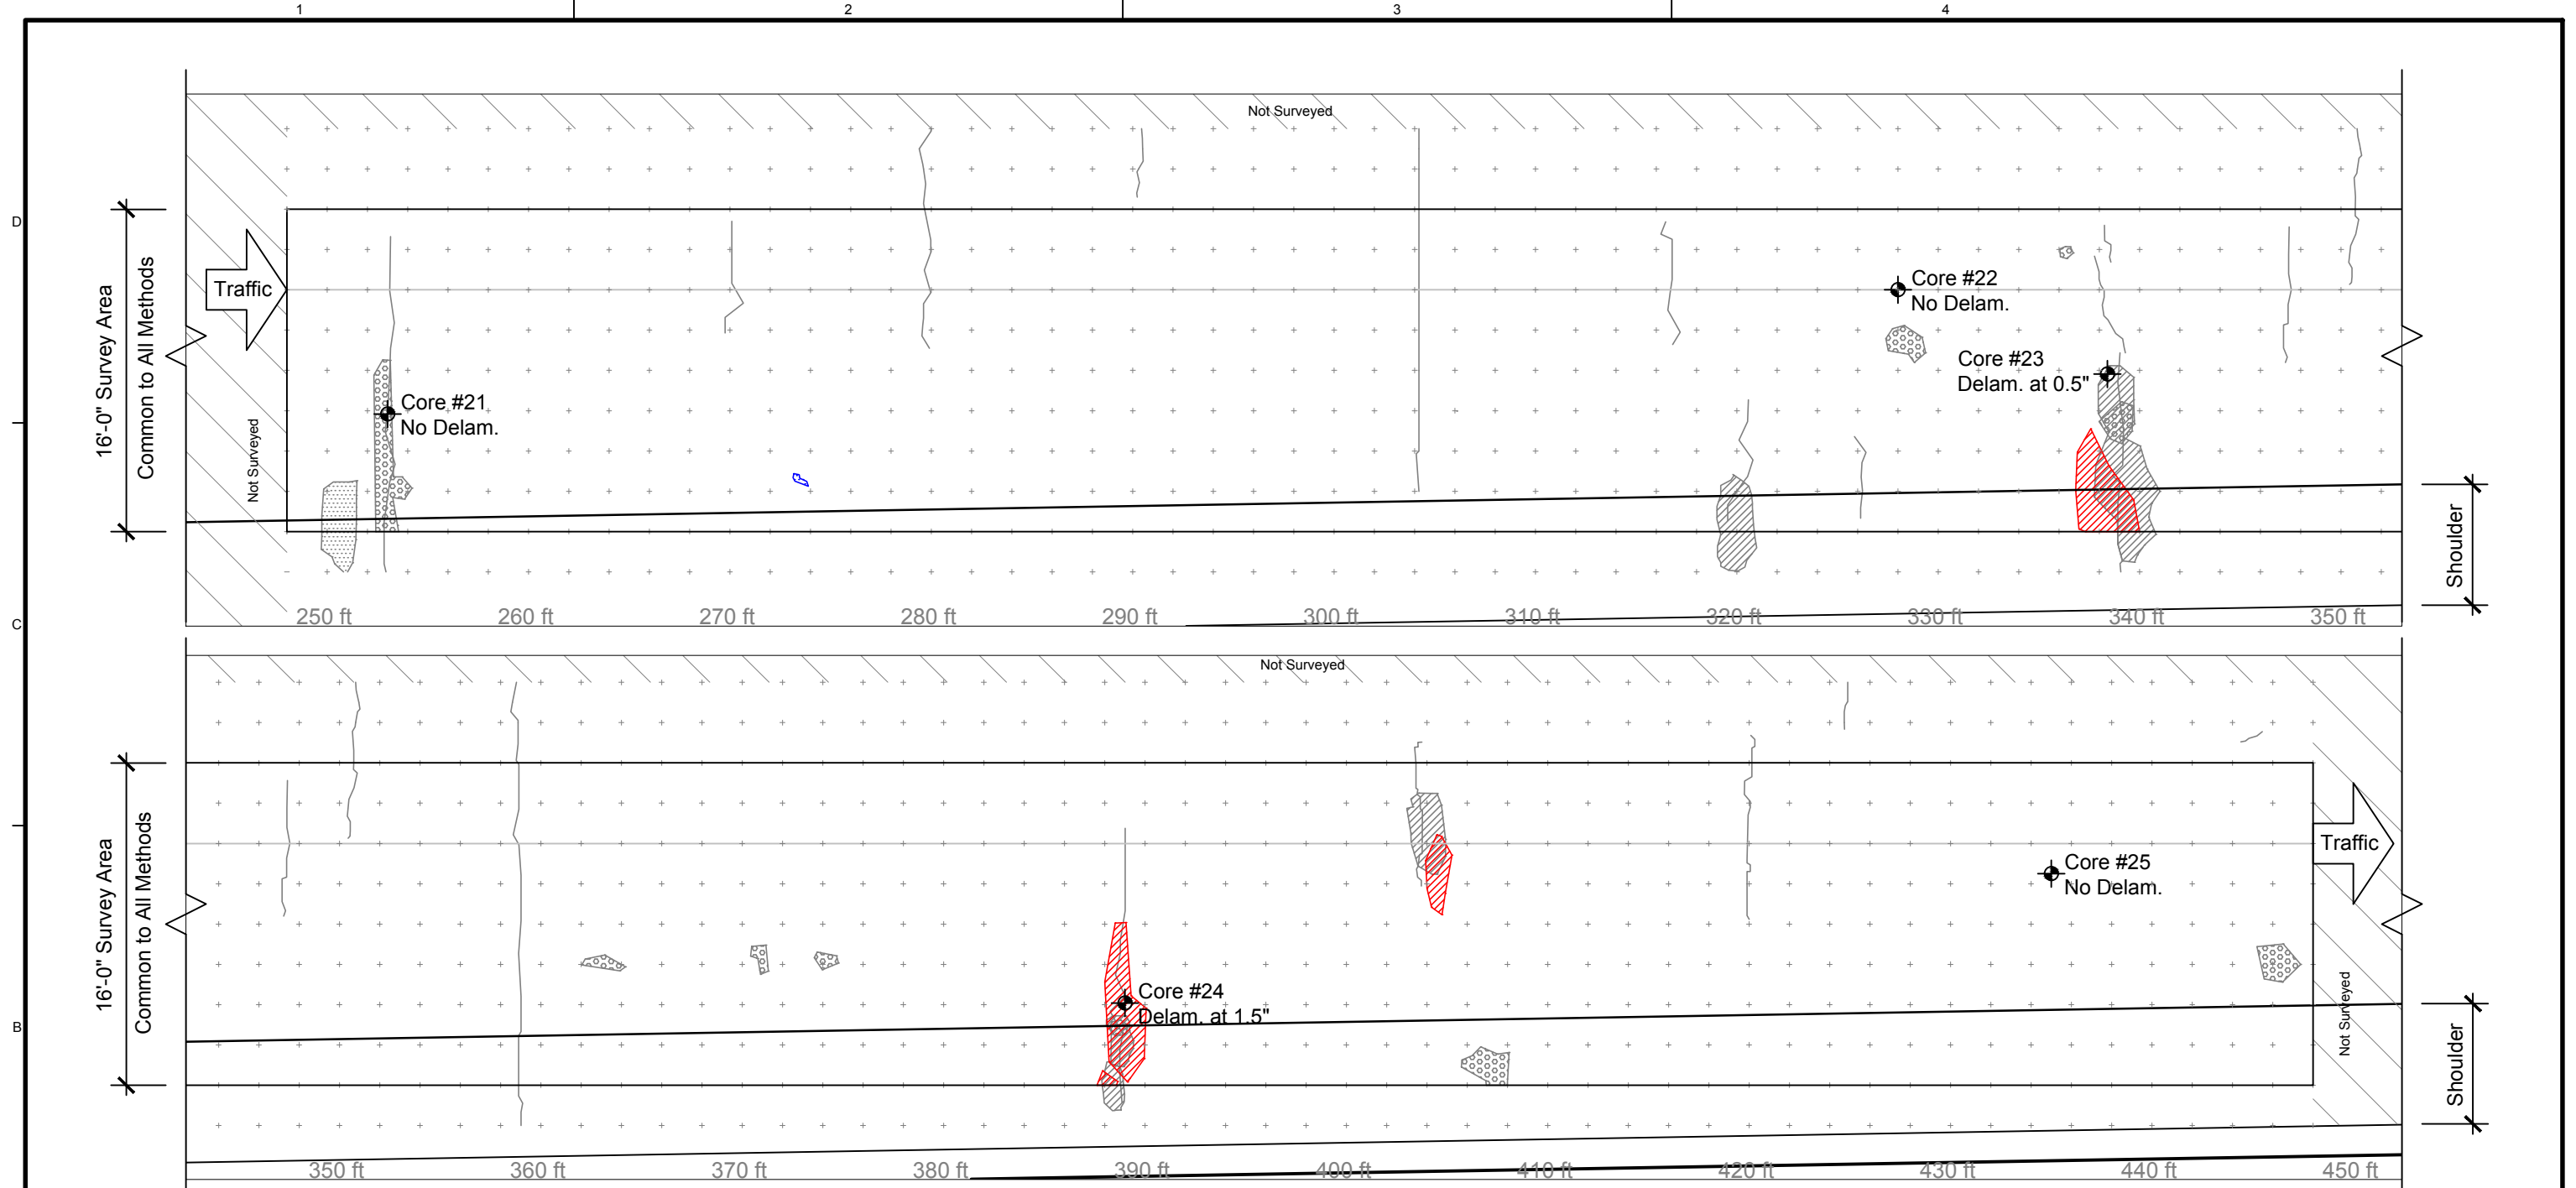 1 2 3 4
Not Surveyed
D
16'-0" Survey Area
Common to All Methods
Traffic
Not Surveyed
Core #21
No Delam.
Core #22
No Delam.
Core #23
Delam. at 0.5"
Shoulder
C
250 ft 260 ft 270 ft 280 ft 290 ft 300 ft 310 ft 320 ft 330 ft 340 ft 350 ft
Not Surveyed
16'-0" Survey Area
Common to All Methods
Traffic
Core #25
No Delam.
Core #24
Delam. at 1.5"
Not Surveyed
B
Shoulder
350 ft 360 ft 370 ft 380 ft 390 ft 400 ft 410 ft 420 ft 430 ft 440 ft 450 ft